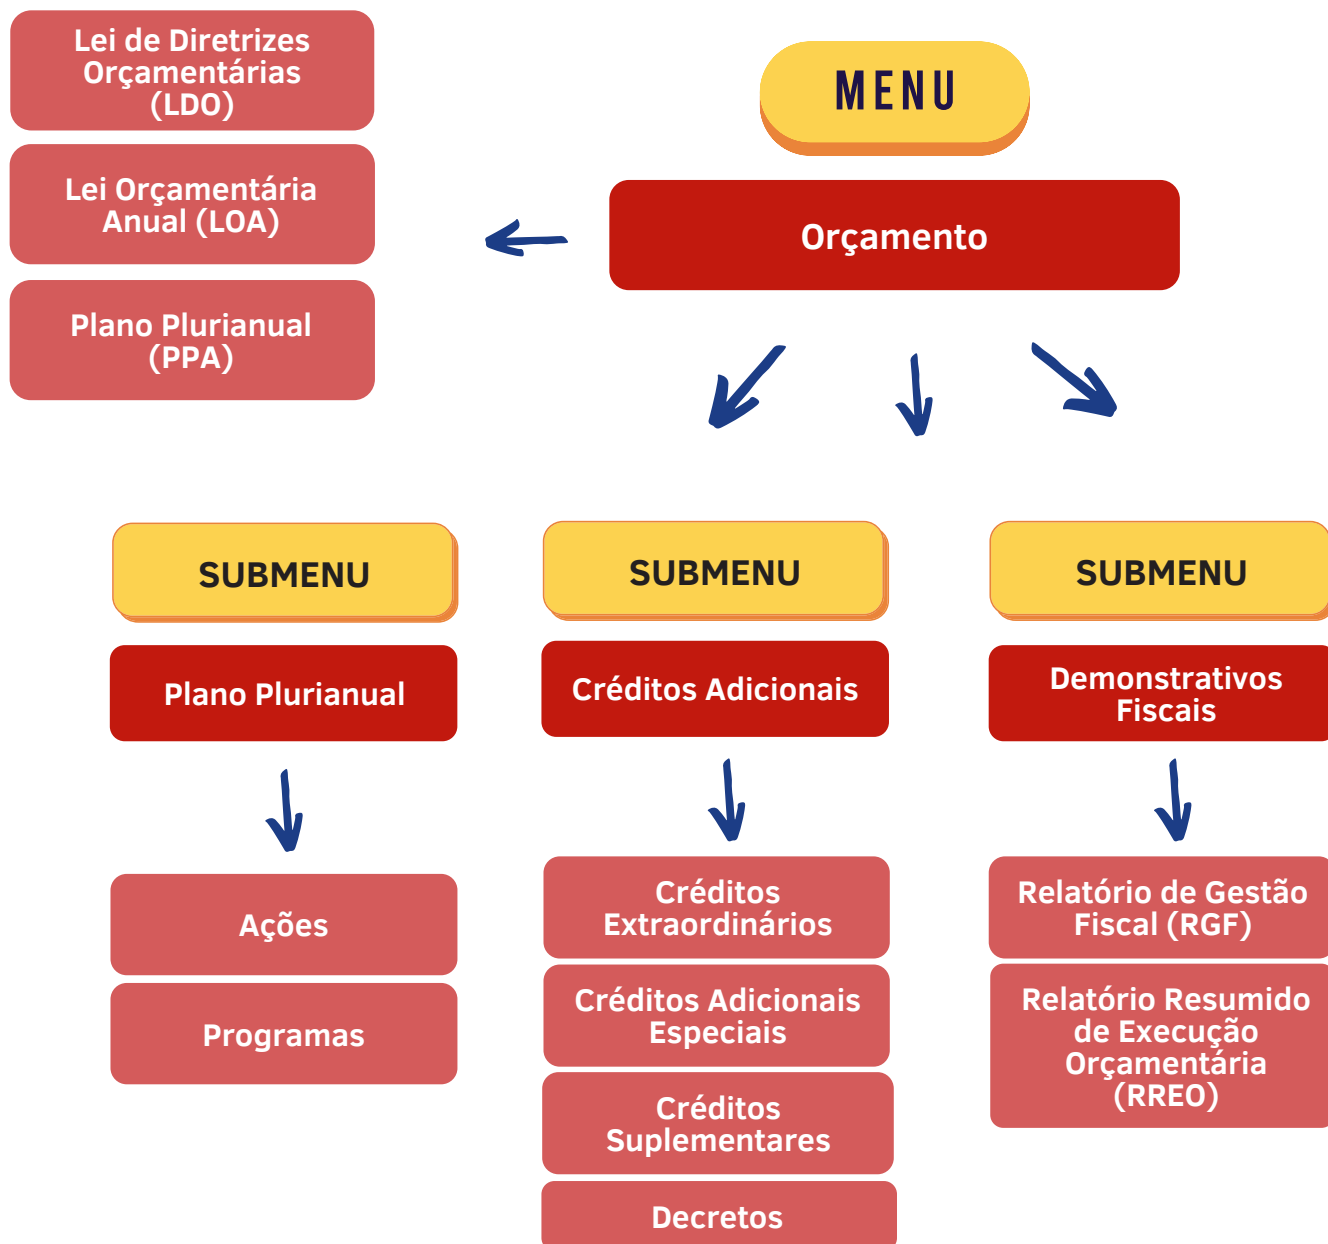 Lei de Diretrizes
Orçamentárias
(LDO)
Lei Orçamentária
Anual (LOA)
Plano Plurianual
(PPA)
MENU
Orçamento
SUBMENU
Plano Plurianual
Ações
Programas
SUBMENU
Créditos Adicionais
Créditos
Extraordinários
Créditos Adicionais
Especiais
Créditos
Suplementares
Decretos
SUBMENU
Demonstrativos
Fiscais
Relatório de Gestão
Fiscal (RGF)
Relatório Resumido
de Execução
Orçamentária
(RREO)